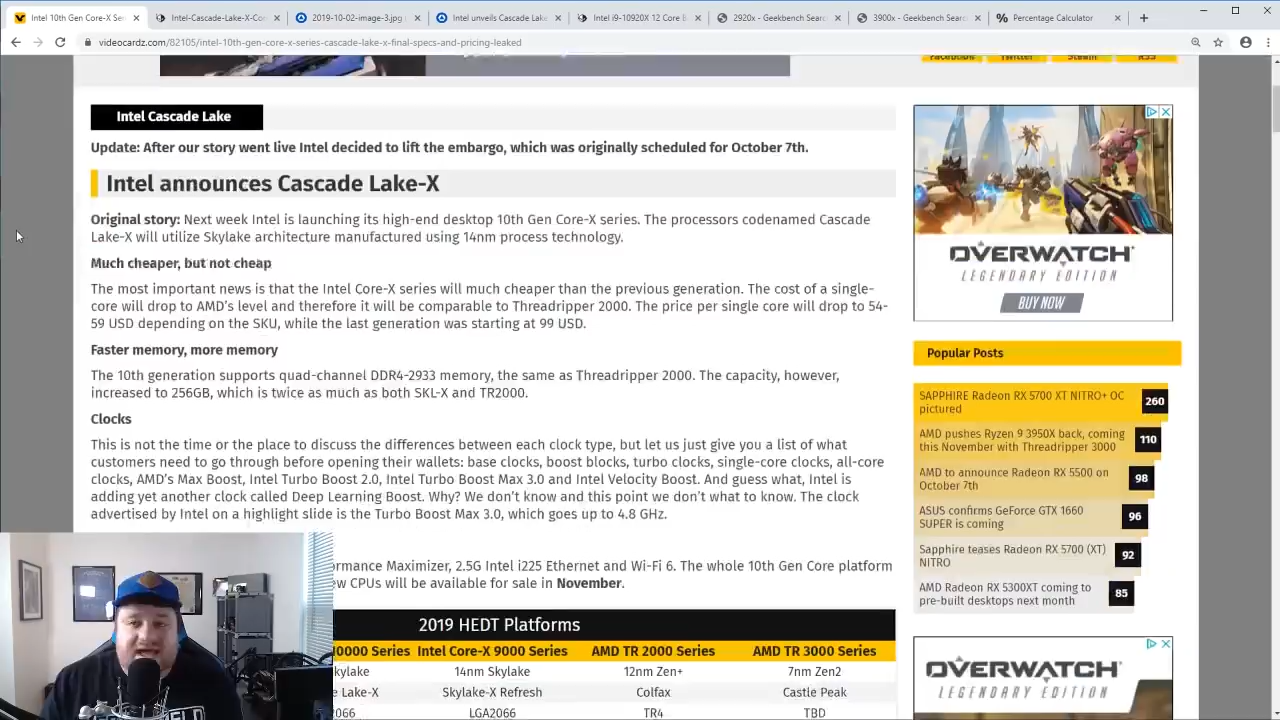 Intel 10th Gen Core-X Se
Intel-Cascade-Lake-X-Co
2019-10-02-image-3.jpg
Intel unveils Cascade Lake
Intel i9-10920X 12 Core B
2920x - Geekbench Searc
3900x - Geekbench Searc
Percentage Calculator
videocardz.com/82105/intel-10th-gen-core-x-series-cascade-lake-x-final-specs-and-pricing-leaked
Facebook Twitter Steam RSS
Intel Cascade Lake
Update: After our story went live Intel decided to lift the embargo, which was originally scheduled for October 7th.
Intel announces Cascade Lake-X
Original story: Next week Intel is launching its high-end desktop 10th Gen Core-X series. The processors codenamed Cascade
Lake-X will utilize Skylake architecture manufactured using 14nm process technology.
Much cheaper, but not cheap
The most important news is that the Intel Core-X series will much cheaper than the previous generation. The cost of a single-
core will drop to AMD's level and therefore it will be comparable to Threadripper 2000. The price per single core will drop to 54-
59 USD depending on the SKU, while the last generation was starting at 99 USD.
Faster memory, more memory
The 10th generation supports quad-channel DDR4-2933 memory, the same as Threadripper 2000. The capacity, however,
increased to 256GB, which is twice as much as both SKL-X and TR2000.
Clocks
This is not the time or the place to discuss the differences between each clock type, but let us just give you a list of what
customers need to go through before opening their wallets: base clocks, boost blocks, turbo clocks, single-core clocks, all-core
clocks, AMD's Max Boost, Intel Turbo Boost 2.0, Intel Turbo Boost Max 3.0 and Intel Velocity Boost. And guess what, Intel is
adding yet another clock called Deep Learning Boost. Why? We don't know and this point we don't what to know. The clock
advertised by Intel on a highlight slide is the Turbo Boost Max 3.0, which goes up to 4.8 GHz.
ormance Maximizer, 2.5G Intel i225 Ethernet and Wi-Fi 6. The whole 10th Gen Core platform
ew CPUs will be available for sale in November.
2019 HEDT Platforms
0000 Series Intel Core-X 9000 Series AMD TR 2000 Series AMD TR 3000 Series
kylake 14nm Skylake 12nm Zen+ 7nm Zen2
e Lake-X Skylake-X Refresh Colfax Castle Peak
066 LGA2066 TR4 TBD
OVERWATCH
LEGENDARY EDITION
BUY NOW
Popular Posts
SAPPHIRE Radeon RX 5700 XT NITRO+ OC
pictured
260
AMD pushes Ryzen 9 3950X back, coming
this November with Threadripper 3000
110
AMD to announce Radeon RX 5500 on
October 7th
98
ASUS confirms GeForce GTX 1660
SUPER is coming
96
Sapphire teases Radeon RX 5700 (XT)
NITRO
92
AMD Radeon RX 5300XT coming to
pre-built desktops next month
85
OVERWATCH
LEGENDARY EDITION